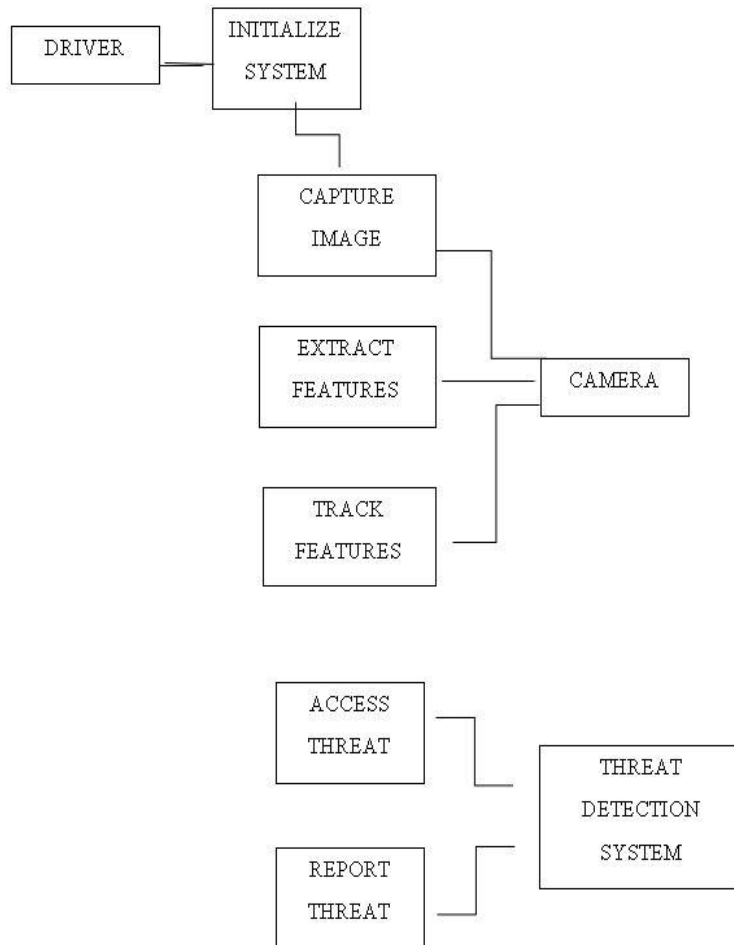 DRIVER
INITIALIZE
SYSTEM
CAPTURE
IMAGE
EXTRACT
FEATURES
CAMERA
TRACK
FEATURES
ACCESS
THREAT
THREAT
DETECTION
SYSTEM
REPORT
THREAT